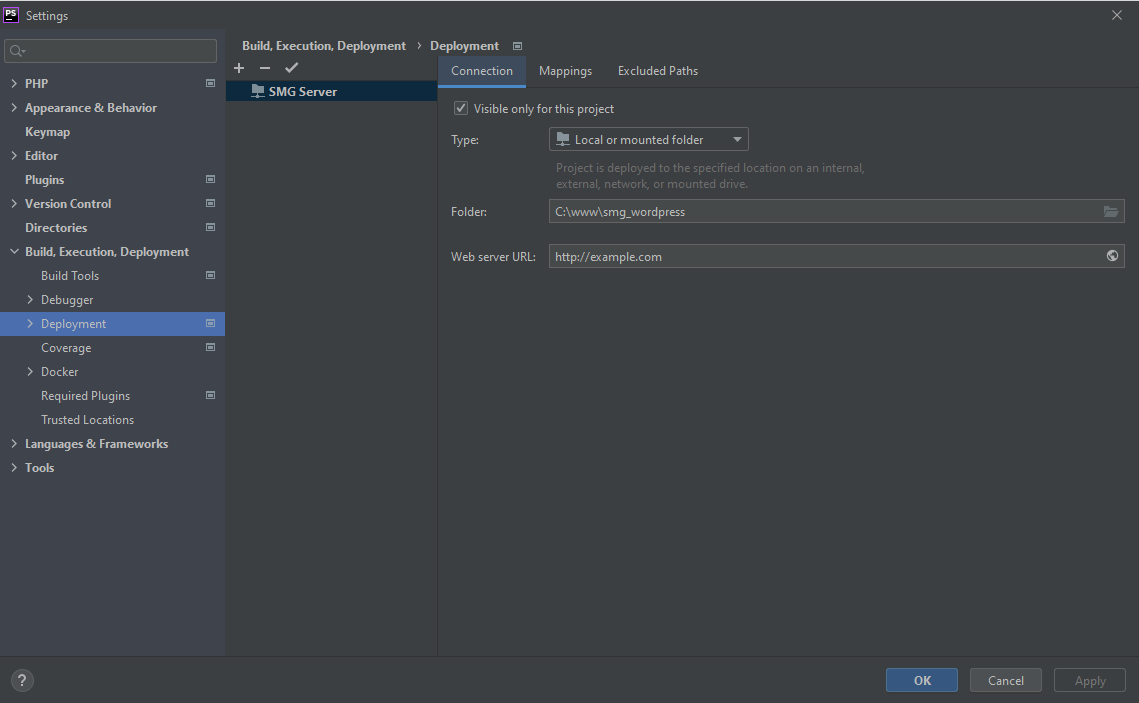 PS Settings
Build, Execution, Deployment › Deployment
PHP
Appearance & Behavior
Keymap
Editor
Plugins
Version Control
Directories
Build, Execution, Deployment
Build Tools
Debugger
Deployment
Coverage
Docker
Required Plugins
Trusted Locations
Languages & Frameworks
Tools
SMG Server
Connection Mappings Excluded Paths
Visible only for this project
Type: Local or mounted folder
Project is deployed to the specified location on an internal,
external, network, or mounted drive.
Folder: C:\www\smg_wordpress
Web server URL: http://example.com
? OK Cancel Apply